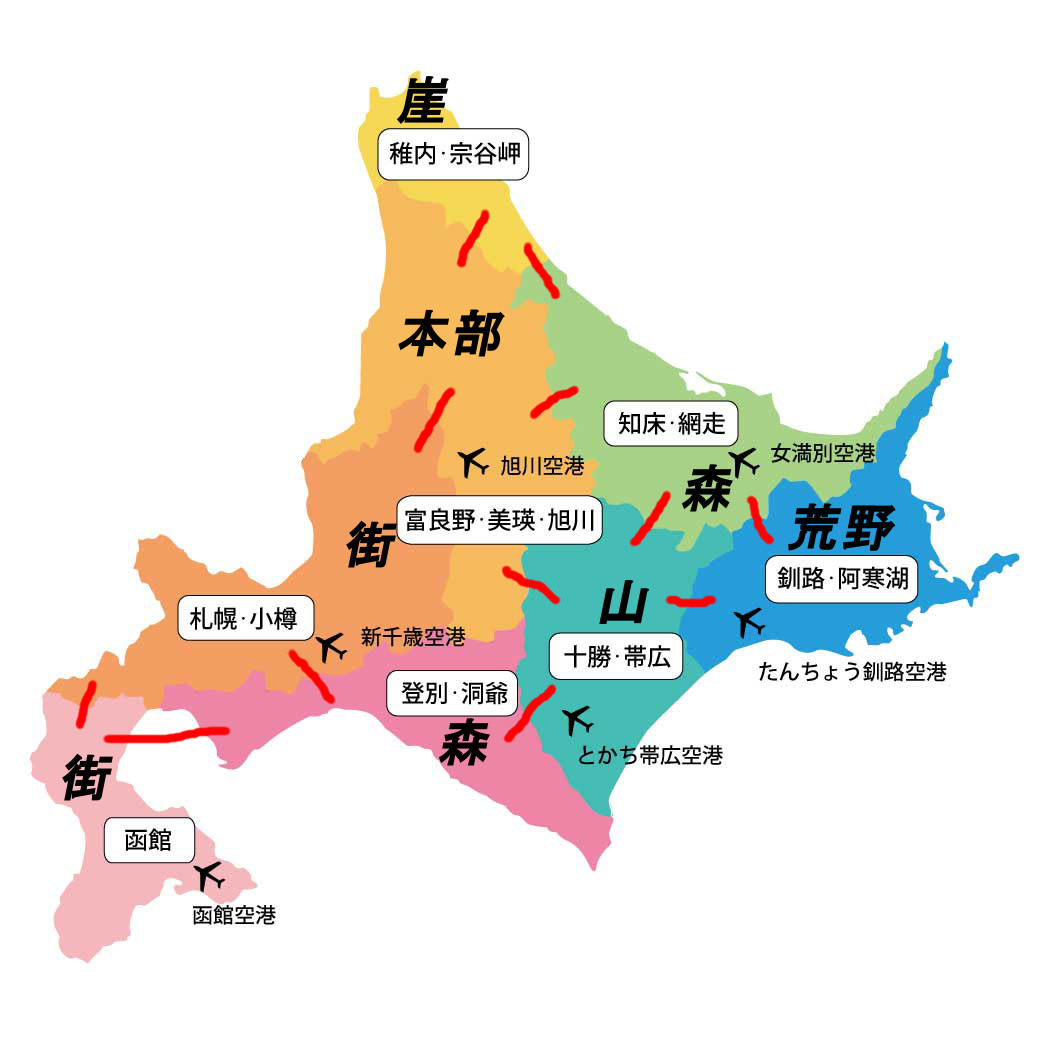 崖
稚内·宗谷岬
本部
知床·網走
女満別空港
旭川空港
森
富良野·美瑛·旭川
荒野
街
釧路·阿寒湖
山
札幌·小樽
新千歳空港
十勝·帯広
たんちょう釧路空港
登別·洞爺
森
とかち帯広空港
街
函館
函館空港